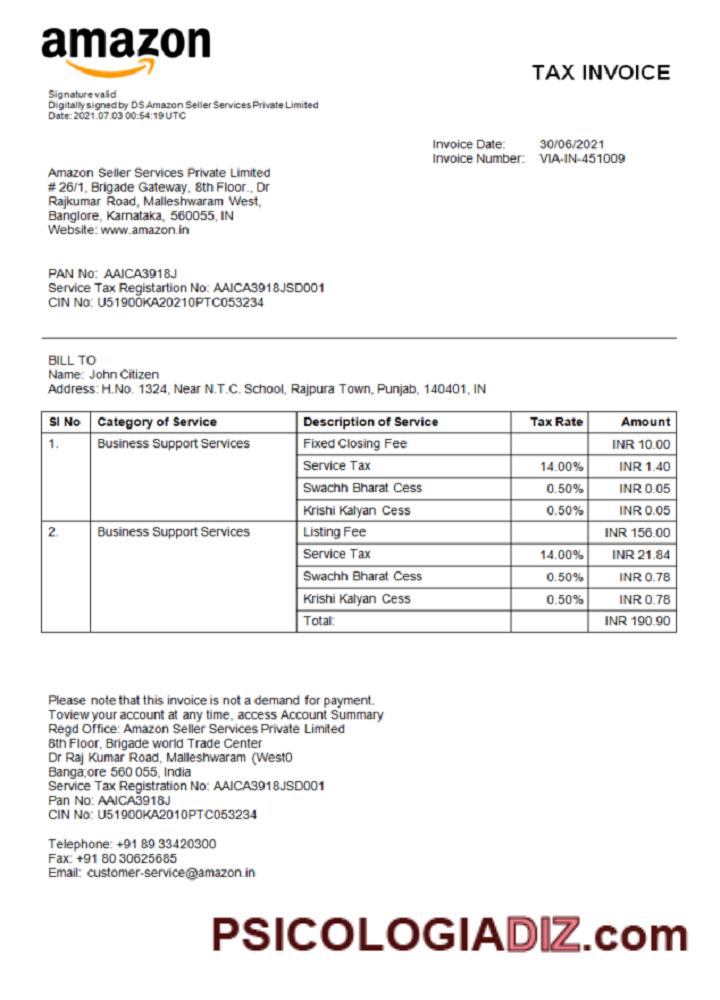 amazon
TAX INVOICE
Signature valid
Digitally signed by DS Amazon Seller Services Private Limited
Date: 2021.07.03 00:54:19 UTC
Invoice Date: 30/06/2021
Invoice Number: VIA-IN-451009
Amazon Seller Services Private Limited
# 26/1, Brigade Gateway, 8th Floor., Dr
Rajkumar Road, Malleshwaram West,
Banglore, Karnataka, 560055, IN
Website: www.amazon.in
PAN No: AAICA3918J
Service Tax Registartion No: AAICA3918JSD001
CIN No: U51900KA20210PTC053234
BILL TO
Name: John Citizen
Address: H.No. 1324, Near N.T.C. School, Rajpura Town, Punjab, 140401, IN
Sl No Category of Service Description of Service Tax Rate Amount
1. Business Support Services Fixed Closing Fee INR 10.00
Service Tax 14.00% INR 1.40
Swachh Bharat Cess 0.50% INR 0.05
Krishi Kalyan Cess 0.50% INR 0.05
2. Business Support Services Listing Fee INR 156.00
Service Tax 14.00% INR 21.84
Swachh Bharat Cess 0.50% INR 0.78
Krishi Kalyan Cess 0.50% INR 0.78
Total: INR 190.90
Please note that this invoice is not a demand for payment.
Toview your account at any time, access Account Summary
Regd Office: Amazon Seller Services Private Limited
8th Floor, Brigade world Trade Center
Dr Raj Kumar Road, Malleshwaram (West0
Banga;ore 560 055, India
Service Tax Registration No: AAICA3918JSD001
Pan No: AAICA3918J
CIN No: U51900KA2010PTC053234
Telephone: +91 89 33420300
Fax: +91 80 30625685
Email: customer-service@amazon.in
PSICOLOGIADIZ.com